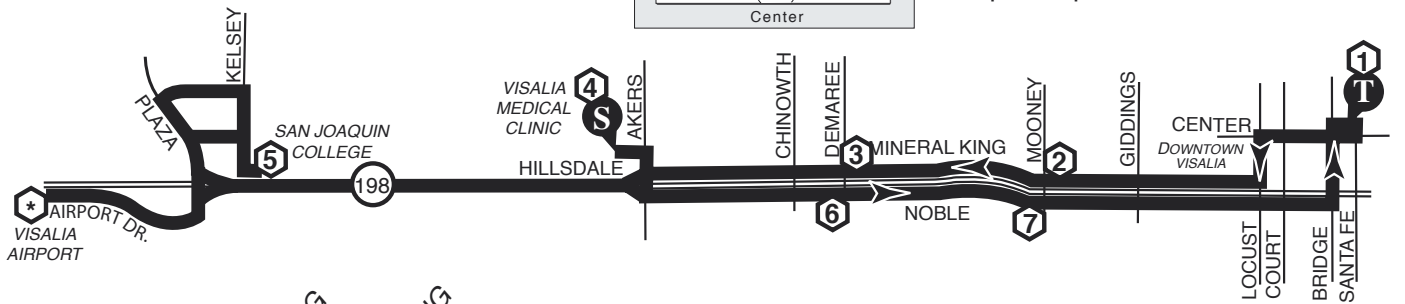 Center
KELSEY
PLAZA
5
SAN JOAQUIN
COLLEGE
*
AIRPORT DR.
VISALIA
AIRPORT
198
VISALIA
MEDICAL
CLINIC
4
S
AKERS
HILLSDALE
CHINOWTH
DEMAREE
3
MINERAL KING
6
NOBLE
MOONEY
2
7
GIDDINGS
CENTER
DOWNTOWN
VISALIA
1
T
LOCUST
COURT
BRIDGE
SANTA FE
G
G